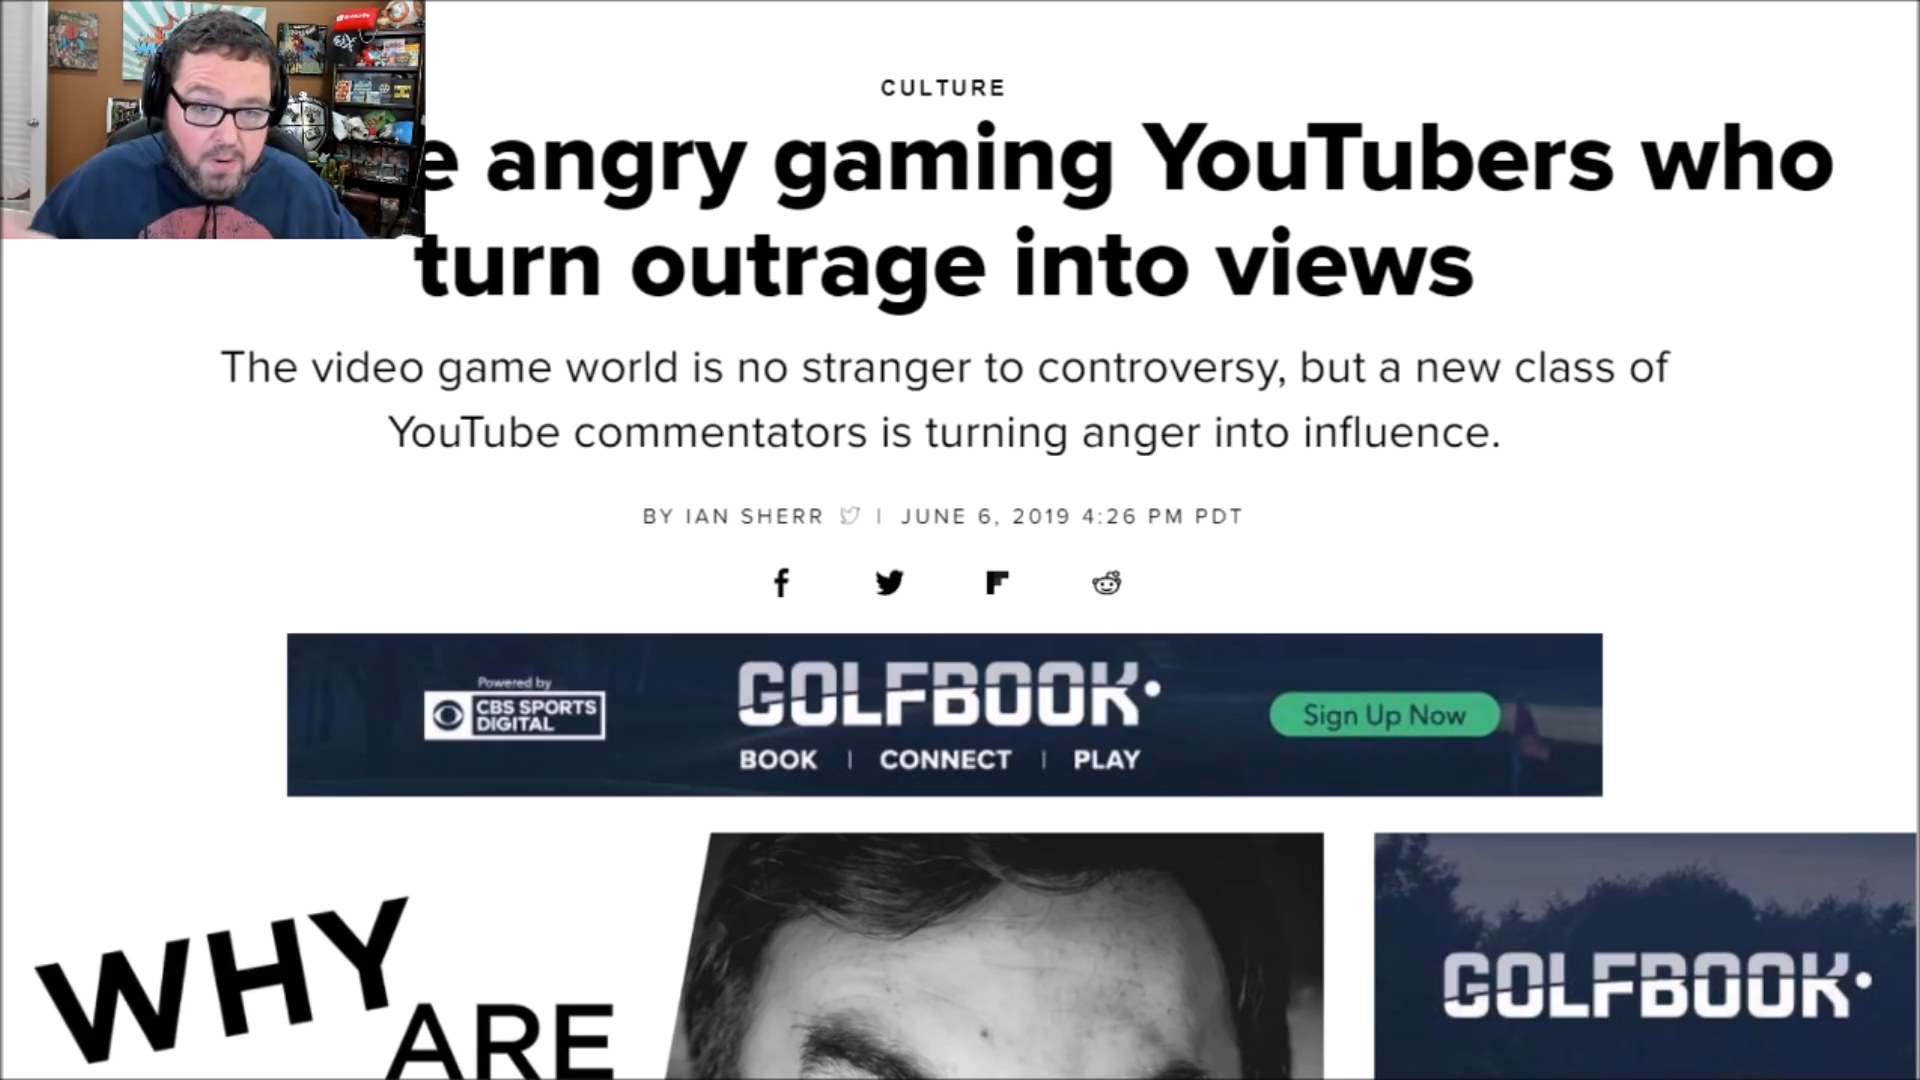 CULTURE
e angry gaming YouTubers who
turn outrage into views
The video game world is no stranger to controversy, but a new class of
YouTube commentators is turning anger into influence.
BY IAN SHERR | JUNE 6, 2019 4:26 PM PDT
Powered by
CBS SPORTS
DIGITAL
GOLFBOOK
BOOK | CONNECT | PLAY
Sign Up Now
WHY
ARE
GOLFBOOK